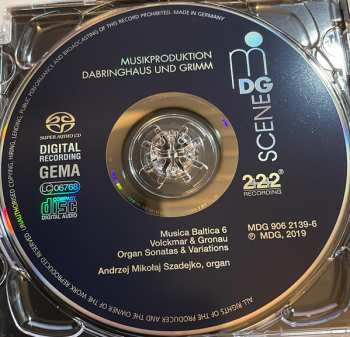 UNAUTHORISED COPYING, HIRING, LENDING, PUBLIC PERFORMANCE AND BROADCASTING OF THIS RECORD PROHIBITED. MADE IN GERMANY
MUSIKPRODUKTION
DABRINGHAUS UND GRIMM
MDG
SCENE
SUPER AUDIO CD
DIGITAL
RECORDING
GEMA
LC 06768
COMPACT
disc
DIGITAL AUDIO
2+2+2
RECORDING
Musica Baltica 6
Volckmar & Gronau
Organ Sonatas & Variations
Andrzej Mikołaj Szadejko, organ
MDG 906 2139-6
℗ MDG, 2019
ALL RIGHTS OF THE PRODUCER AND THE OWNER OF THE WORK REPRODUCED RESERVED.